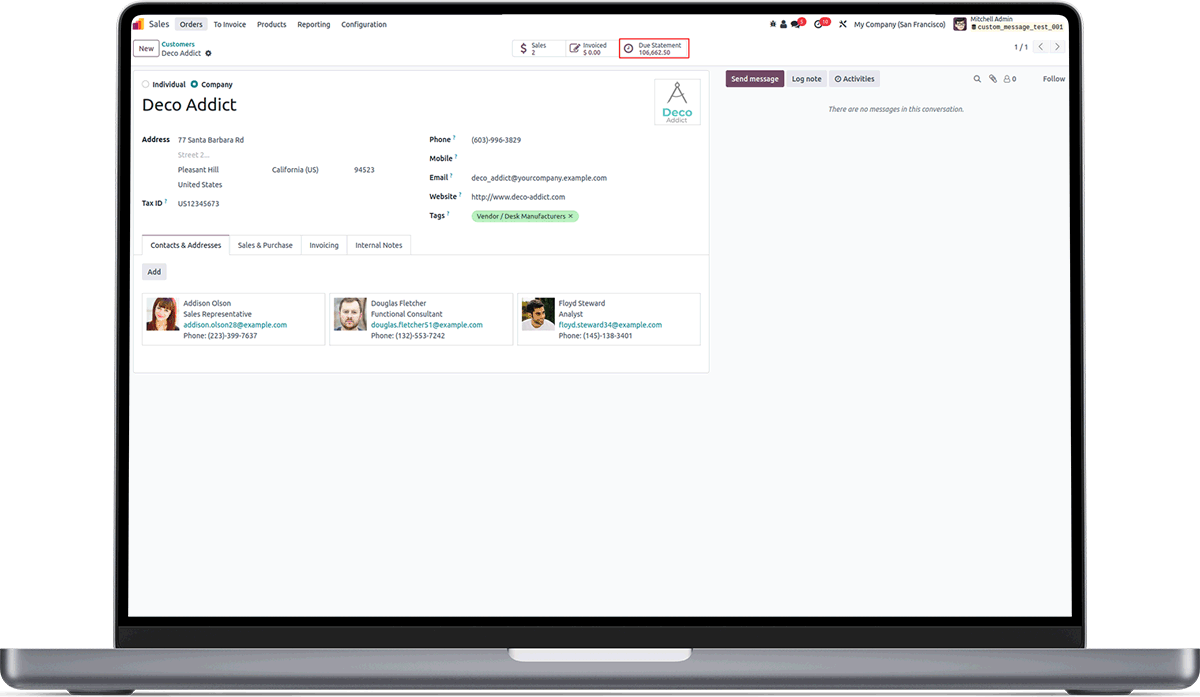 Sales Orders To Invoice Products Reporting Configuration
5 10 My Company (San Francisco) Mitchell Admin
custom_message_test_001
New Customers
Deco Addict
Sales
2
Invoiced
$ 0.00
Due Statement
106,662.50
1 / 1
Individual Company
Deco Addict
Deco
Addict
Address 77 Santa Barbara Rd
Street 2...
Pleasant Hill California (US) 94523
United States
Tax ID ? US12345673
Phone ? (603)-996-3829
Mobile ?
Email ? deco_addict@yourcompany.example.com
Website ? http://www.deco-addict.com
Tags ? Vendor / Desk Manufacturers ×
Contacts & Addresses Sales & Purchase Invoicing Internal Notes
Add
Addison Olson
Sales Representative
addison.olson28@example.com
Phone: (223)-399-7637
Douglas Fletcher
Functional Consultant
douglas.fletcher51@example.com
Phone: (132)-553-7242
Floyd Steward
Analyst
floyd.steward34@example.com
Phone: (145)-138-3401
Send message Log note Activities 0 Follow
There are no messages in this conversation.